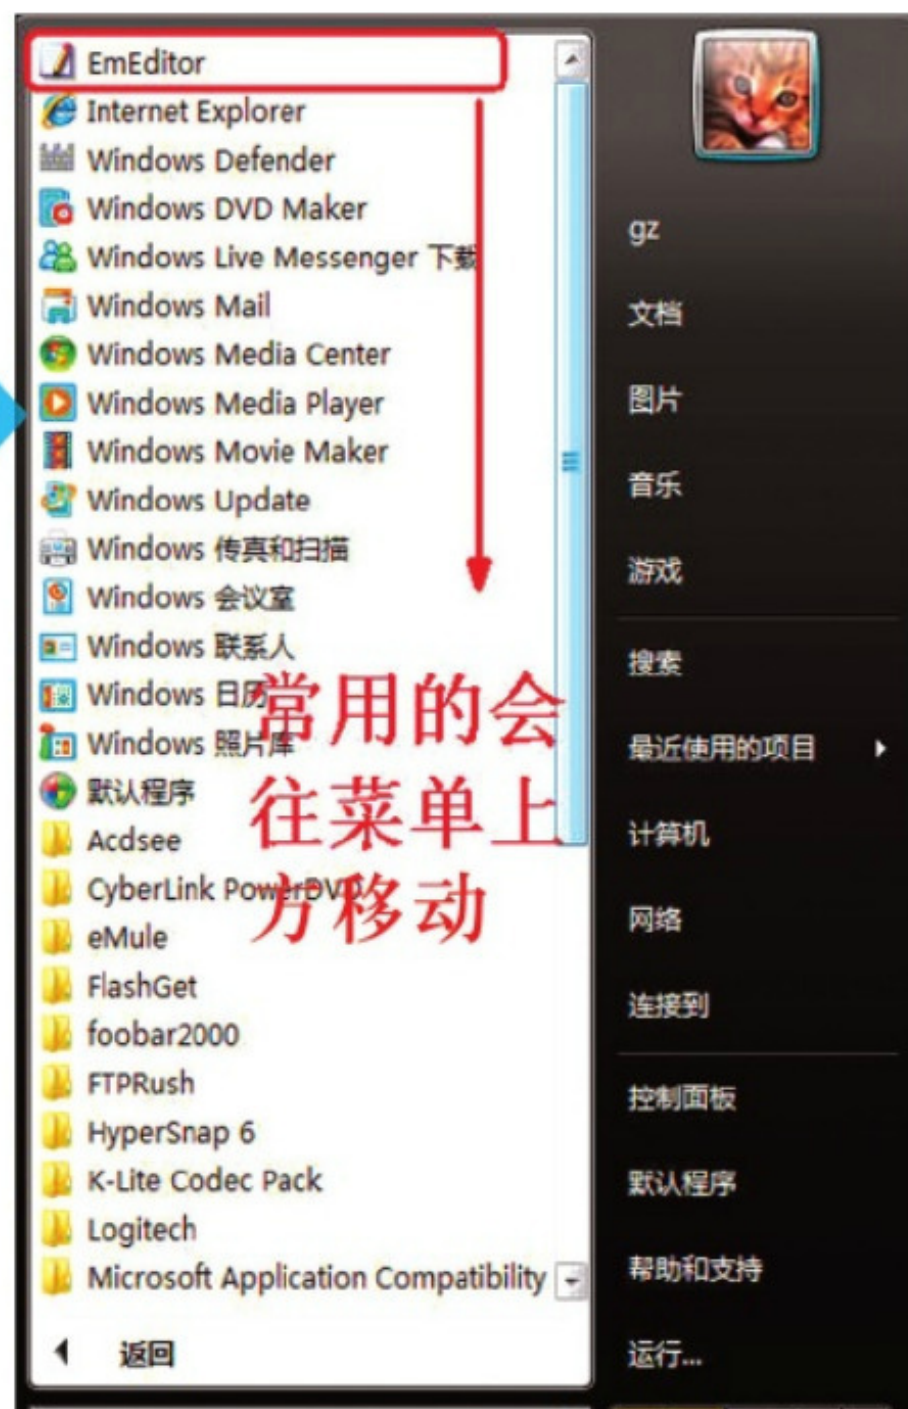 EmEditor
Internet Explorer
Windows Defender
Windows DVD Maker
Windows Live Messenger 下载
Windows Mail
Windows Media Center
Windows Media Player
Windows Movie Maker
Windows Update
Windows 传真和扫描
Windows 会议室
Windows 联系人
Windows 日历
Windows 照片库
默认程序
Acdsee
CyberLink PowerDVD
eMule
FlashGet
foobar2000
FTPRush
HyperSnap 6
K-Lite Codec Pack
Logitech
Microsoft Application Compatibility
返回
常用的会
往菜单上
方移动
gz
文档
图片
音乐
游戏
搜索
最近使用的项目
计算机
网络
连接到
控制面板
默认程序
帮助和支持
运行...